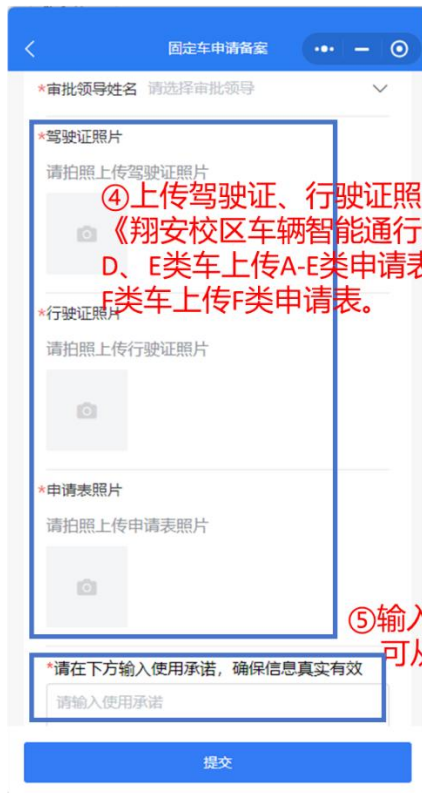 固定车申请备案
*审批领导姓名 请选择审批领导
*驾驶证照片
请拍照上传驾驶证照片
④上传驾驶证、行驶证照
《翔安校区车辆智能通行
D、E类车上传A-E类申请表
F类车上传F类申请表。
*行驶证照片
请拍照上传行驶证照片
*申请表照片
请拍照上传申请表照片
⑤输入
可从
*请在下方输入使用承诺，确保信息真实有效
请输入使用承诺
提交